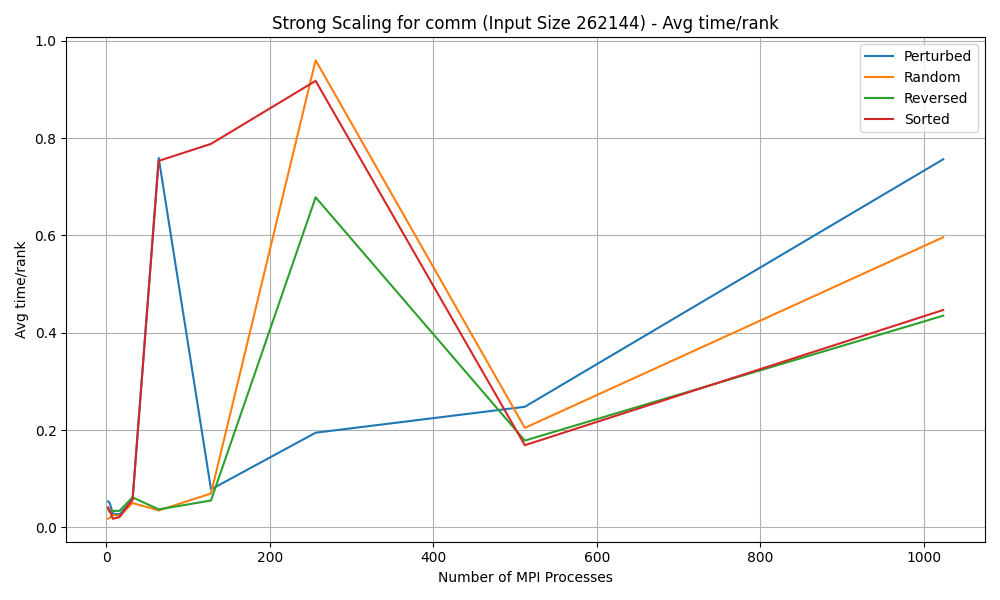 Strong Scaling for comm (Input Size 262144) - Avg time/rank
Perturbed
Random
Reversed
Sorted
Avg time/rank
1.0
0.8
0.6
0.4
0.2
0.0
0
200
400
600
800
1000
Number of MPI Processes